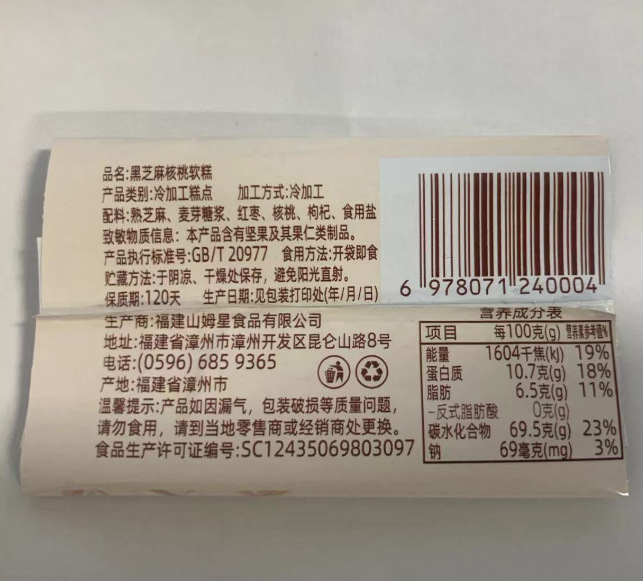 品名:黑芝麻核桃软糕
产品类别:冷加工糕点 加工方式:冷加工
配料:熟芝麻、麦芽糖浆、红枣、核桃、枸杞、食用盐
致敏物质信息: 本产品含有坚果及其果仁类制品。
产品执行标准号:GB/T 20977 食用方法:开袋即食
贮藏方法:于阴凉、干燥处保存,避免阳光直射。
保质期:120天 生产日期:见包装打印处(年/月/日)
6 978071 240004
生产商:福建山姆星食品有限公司
地址:福建省漳州市漳州开发区昆仑山路8号
电话:(0596) 685 9365
产地:福建省漳州市
温馨提示:产品如因漏气,包装破损等质量问题,
请勿食用,请到当地零售商或经销商处更换。
食品生产许可证编号:SC12435069803097
营养成分表
项目 每100克(g) 营养素参考值%
能量 1604千焦(kJ) 19%
蛋白质 10.7克(g) 18%
脂肪 6.5克(g) 11%
-反式脂肪酸 0克(g)
碳水化合物 69.5克(g) 23%
钠 69毫克(mg) 3%